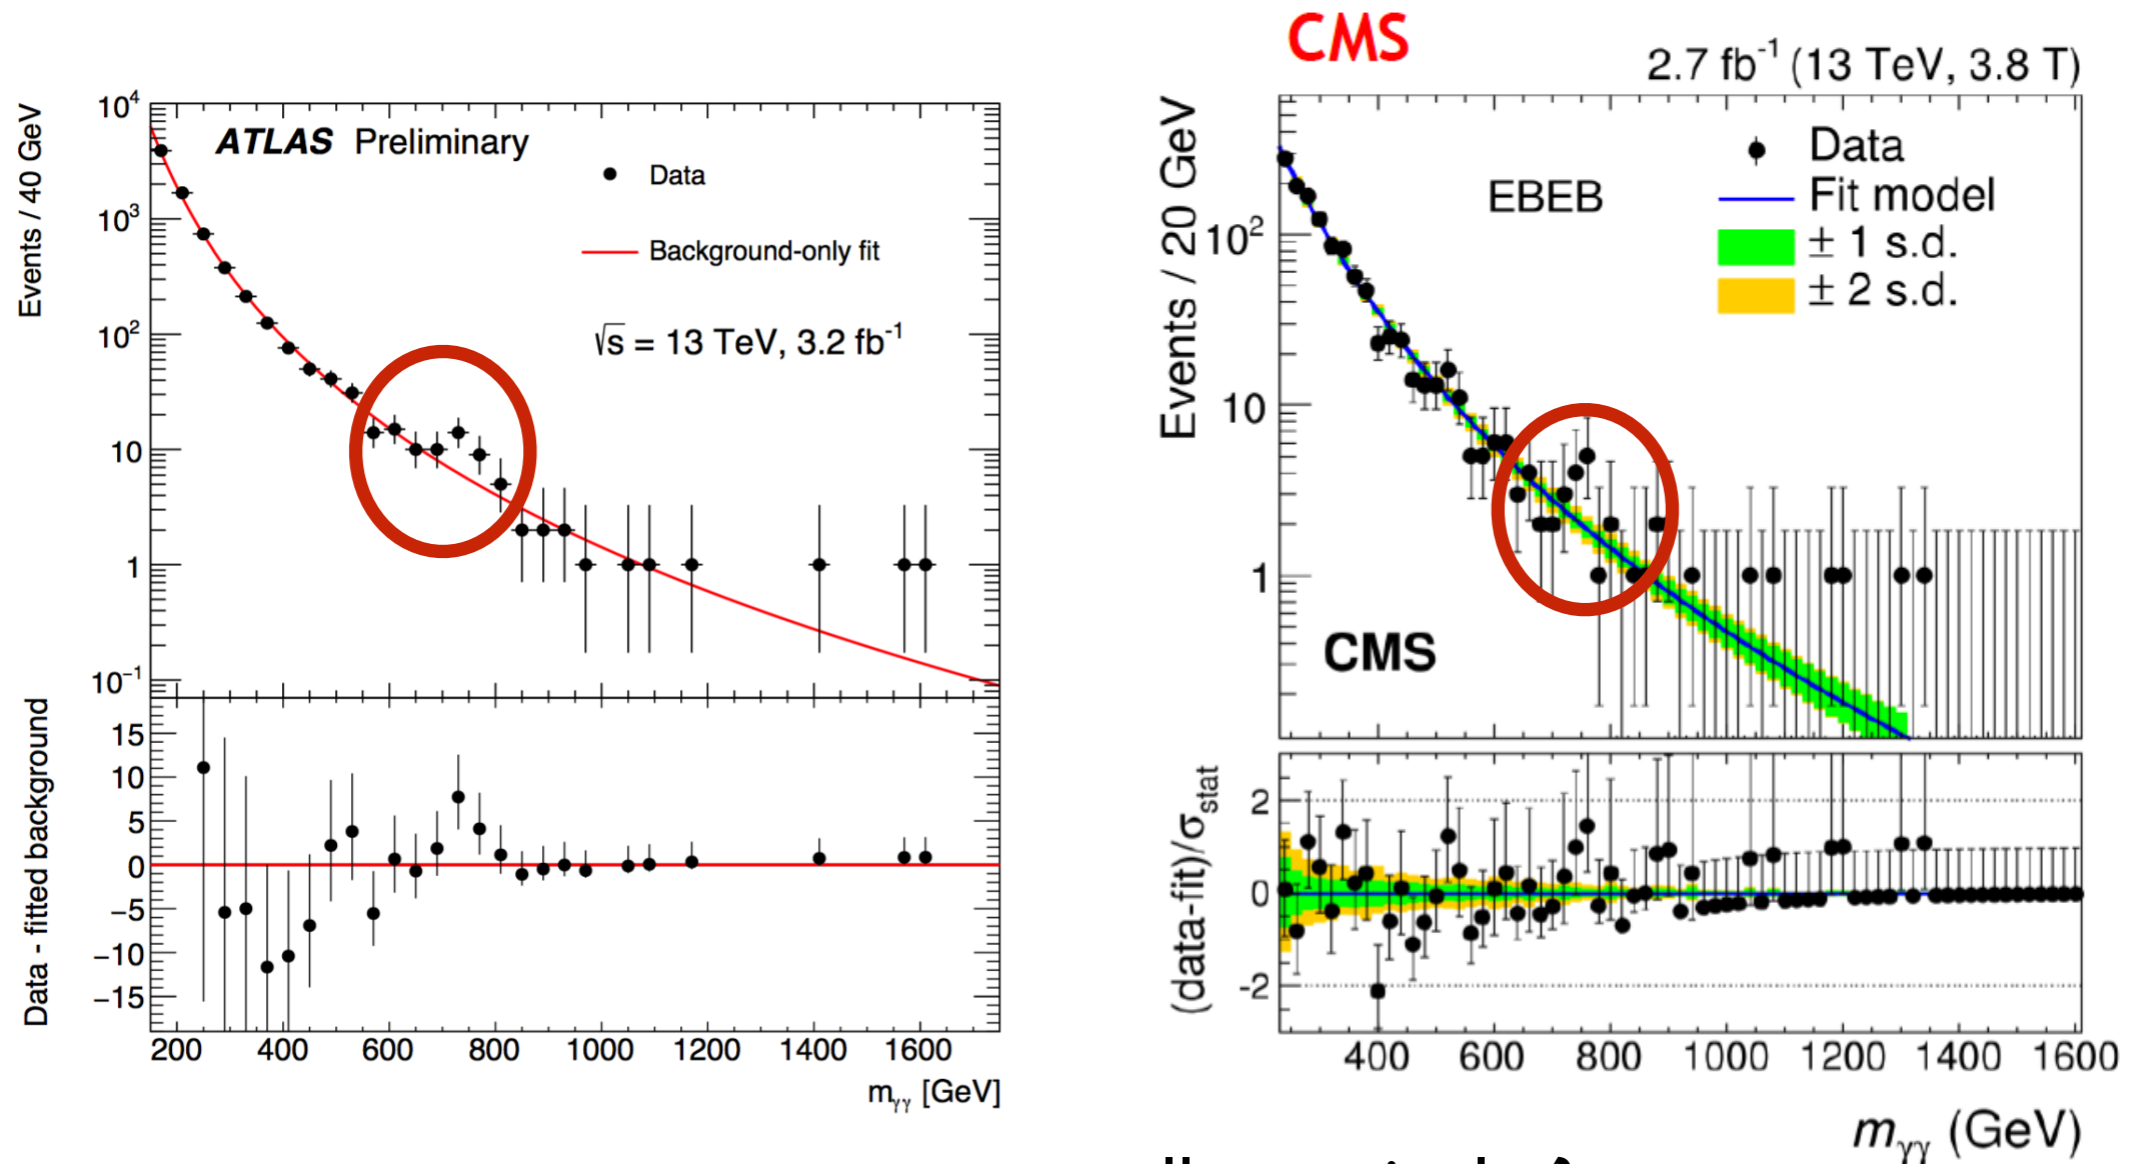 ATLAS Preliminary
Data
Background-only fit
√s = 13 TeV, 3.2 fb⁻¹
Events / 40 GeV
10⁴
10³
10²
10
1
10⁻¹
Data - fitted background
15
10
5
0
−5
−10
−15
200 400 600 800 1000 1200 1400 1600
mγγ [GeV]
CMS
2.7 fb⁻¹ (13 TeV, 3.8 T)
EBEB
Data
Fit model
± 1 s.d.
± 2 s.d.
Events / 20 GeV
10²
10
1
CMS
(data-fit)/σstat
2
0
-2
400 600 800 1000 1200 1400 1600
mγγ (GeV)